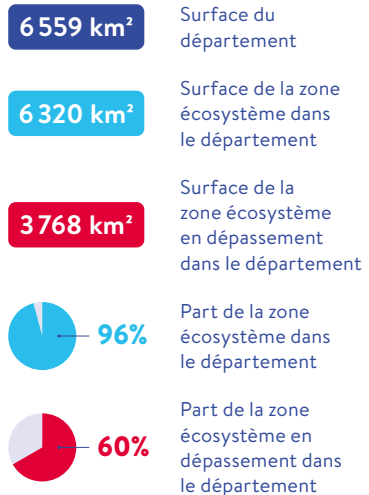 6 559 km²
Surface du
département
6 320 km²
Surface de la zone
écosystème dans
le département
3 768 km²
Surface de la
zone écosystème
en dépassement
dans le département
96%
Part de la zone
écosystème dans
le département
60%
Part de la zone
écosystème en
dépassement dans
le département